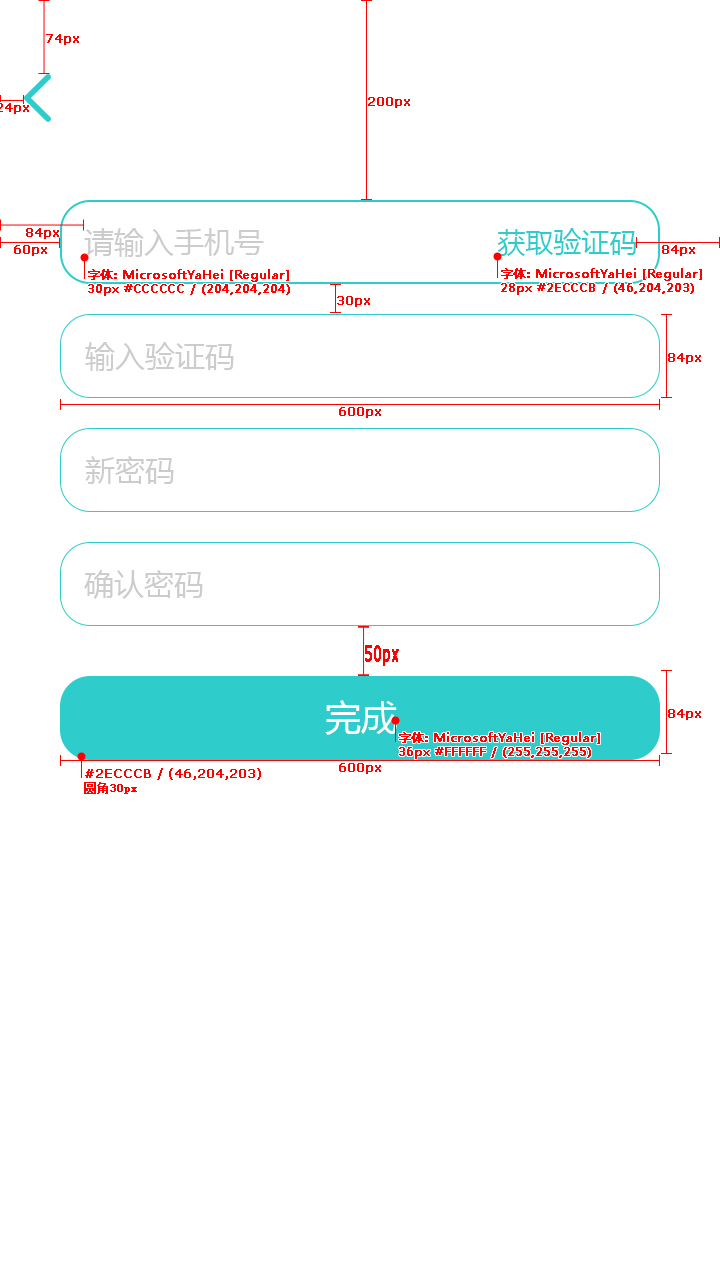 74px
24px
200px
84px
60px
请输入手机号
获取验证码
84px
字体: MicrosoftYaHei [Regular]
30px #CCCCCC / (204,204,204)
字体: MicrosoftYaHei [Regular]
28px #2ECCCB / (46,204,203)
30px
输入验证码
84px
600px
新密码
确认密码
50px
完成
84px
字体: MicrosoftYaHei [Regular]
36px #FFFFFF / (255,255,255)
600px
#2ECCCB / (46,204,203)
圆角30px